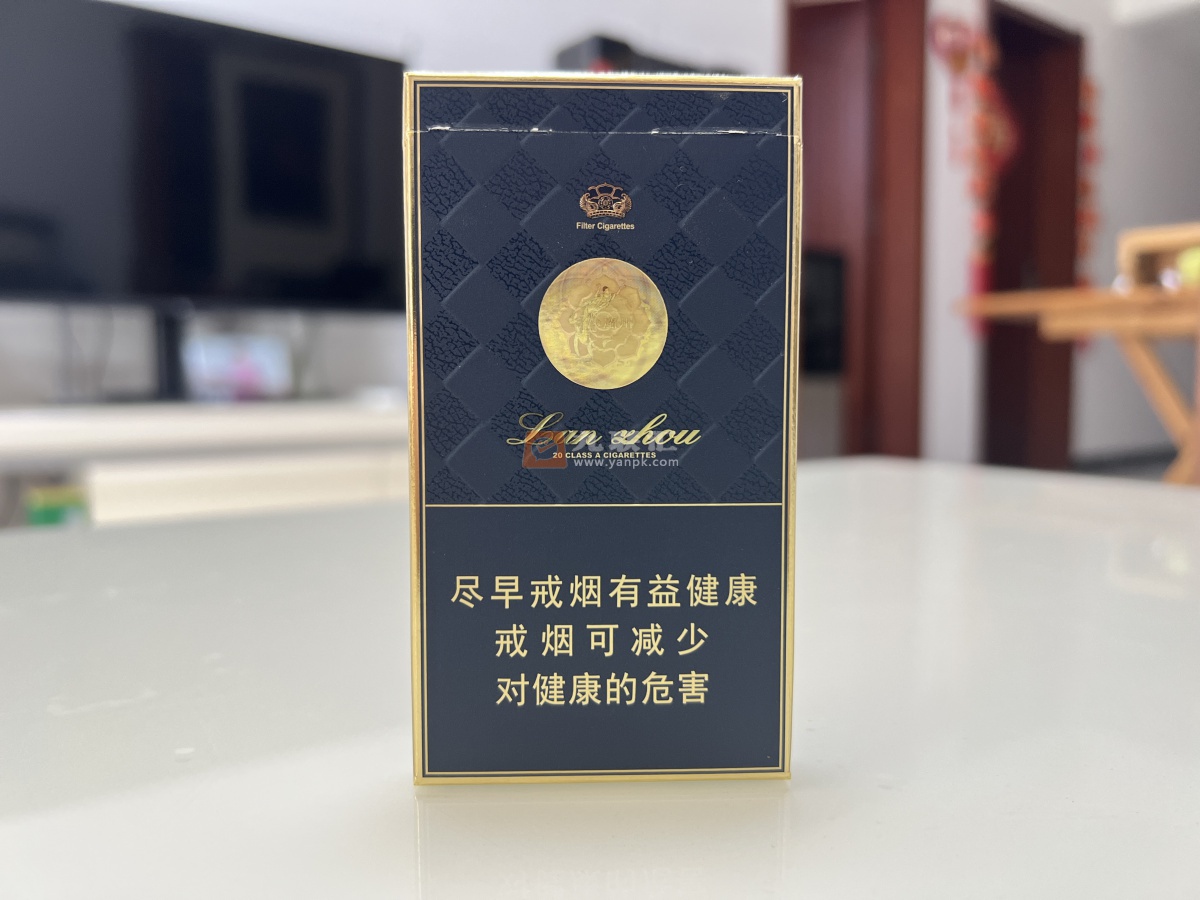 Filter Cigarettes
Lan zhou
20 CLASS A CIGARETTES
www.yanpk.com
尽早戒烟有益健康
戒烟可减少
对健康的危害